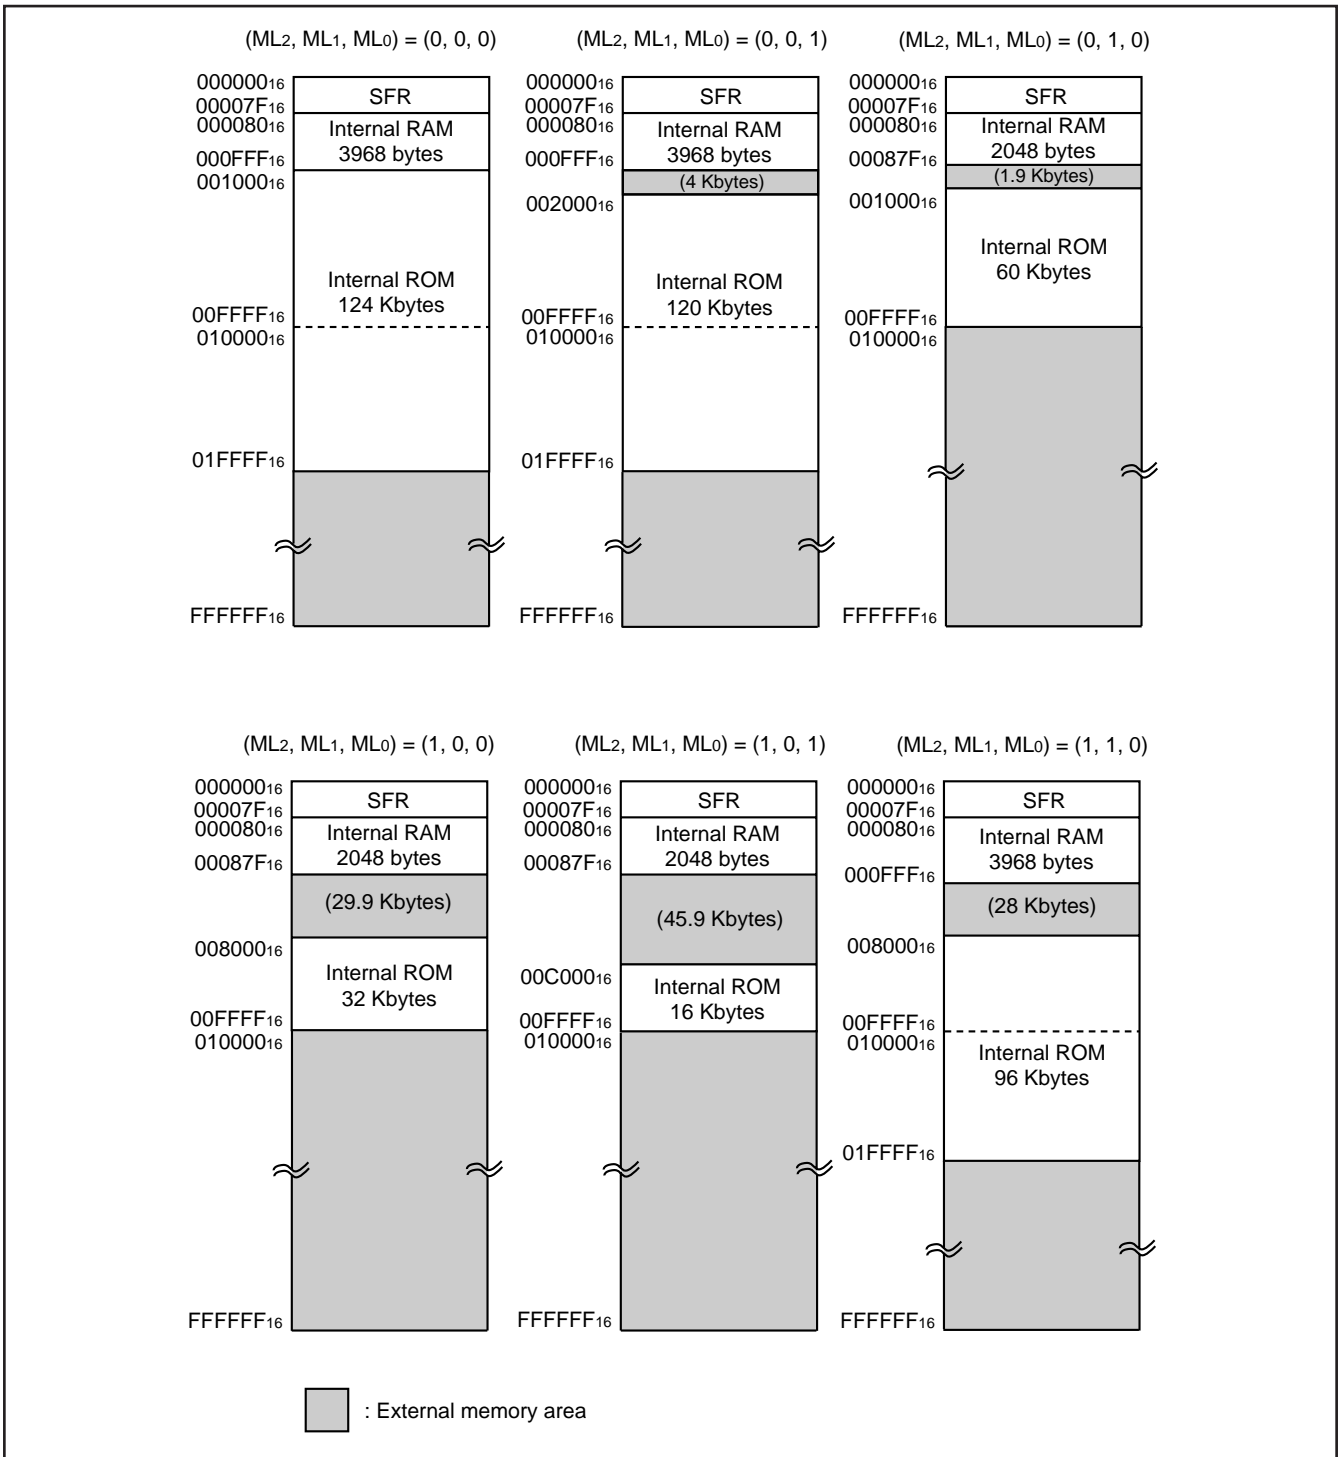 (ML2, ML1, ML0) = (0, 0, 0)
00000016
00007F16
00008016
000FFF16
00100016
00FFFF16
01000016
01FFFF16
FFFFFF16
SFR
Internal RAM
3968 bytes
Internal ROM
124 Kbytes
(ML2, ML1, ML0) = (0, 0, 1)
00000016
00007F16
00008016
000FFF16
00200016
00FFFF16
01000016
01FFFF16
FFFFFF16
SFR
Internal RAM
3968 bytes
(4 Kbytes)
Internal ROM
120 Kbytes
(ML2, ML1, ML0) = (0, 1, 0)
00000016
00007F16
00008016
00087F16
00100016
00FFFF16
01000016
FFFFFF16
SFR
Internal RAM
2048 bytes
(1.9 Kbytes)
Internal ROM
60 Kbytes
(ML2, ML1, ML0) = (1, 0, 0)
00000016
00007F16
00008016
00087F16
00800016
00FFFF16
01000016
FFFFFF16
SFR
Internal RAM
2048 bytes
(29.9 Kbytes)
Internal ROM
32 Kbytes
(ML2, ML1, ML0) = (1, 0, 1)
00000016
00007F16
00008016
00087F16
00C00016
00FFFF16
01000016
FFFFFF16
SFR
Internal RAM
2048 bytes
(45.9 Kbytes)
Internal ROM
16 Kbytes
(ML2, ML1, ML0) = (1, 1, 0)
00000016
00007F16
00008016
000FFF16
00800016
00FFFF16
01000016
01FFFF16
FFFFFF16
SFR
Internal RAM
3968 bytes
(28 Kbytes)
Internal ROM
96 Kbytes
: External memory area